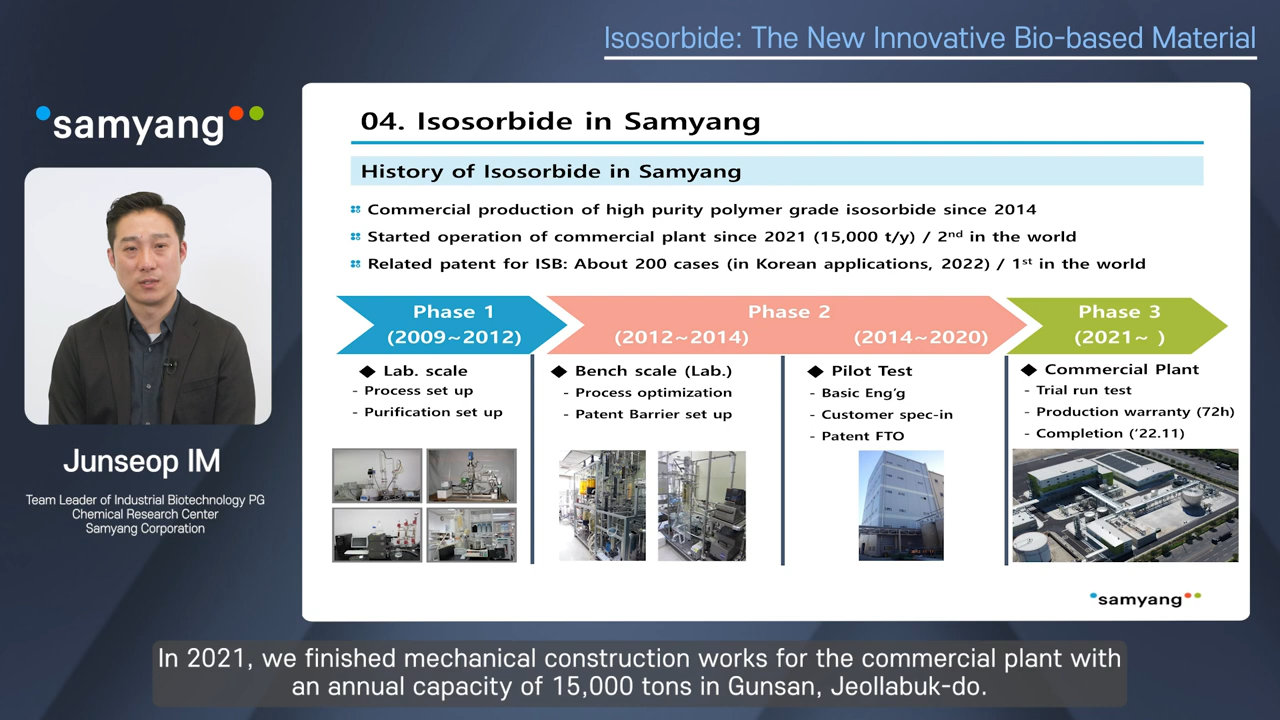 Isosorbide: The New Innovative Bio-based Material
samyang
04. Isosorbide in Samyang
History of Isosorbide in Samyang
Commercial production of high purity polymer grade isosorbide since 2014
Started operation of commercial plant since 2021 (15,000 t/y) / 2nd in the world
Related patent for ISB: About 200 cases (in Korean applications, 2022) / 1st in the world
Phase 1
(2009~2012)
Phase 2
(2012~2014) (2014~2020)
Phase 3
(2021~ )
◆ Lab. scale
- Process set up
- Purification set up
◆ Bench scale (Lab.)
- Process optimization
- Patent Barrier set up
◆ Pilot Test
- Basic Eng’g
- Customer spec-in
- Patent FTO
◆ Commercial Plant
- Trial run test
- Production warranty (72h)
- Completion (‘22.11)
samyang
Junseop IM
Team Leader of Industrial Biotechnology PG
Chemical Research Center
Samyang Corporation
In 2021, we finished mechanical construction works for the commercial plant with
an annual capacity of 15,000 tons in Gunsan, Jeollabuk-do.